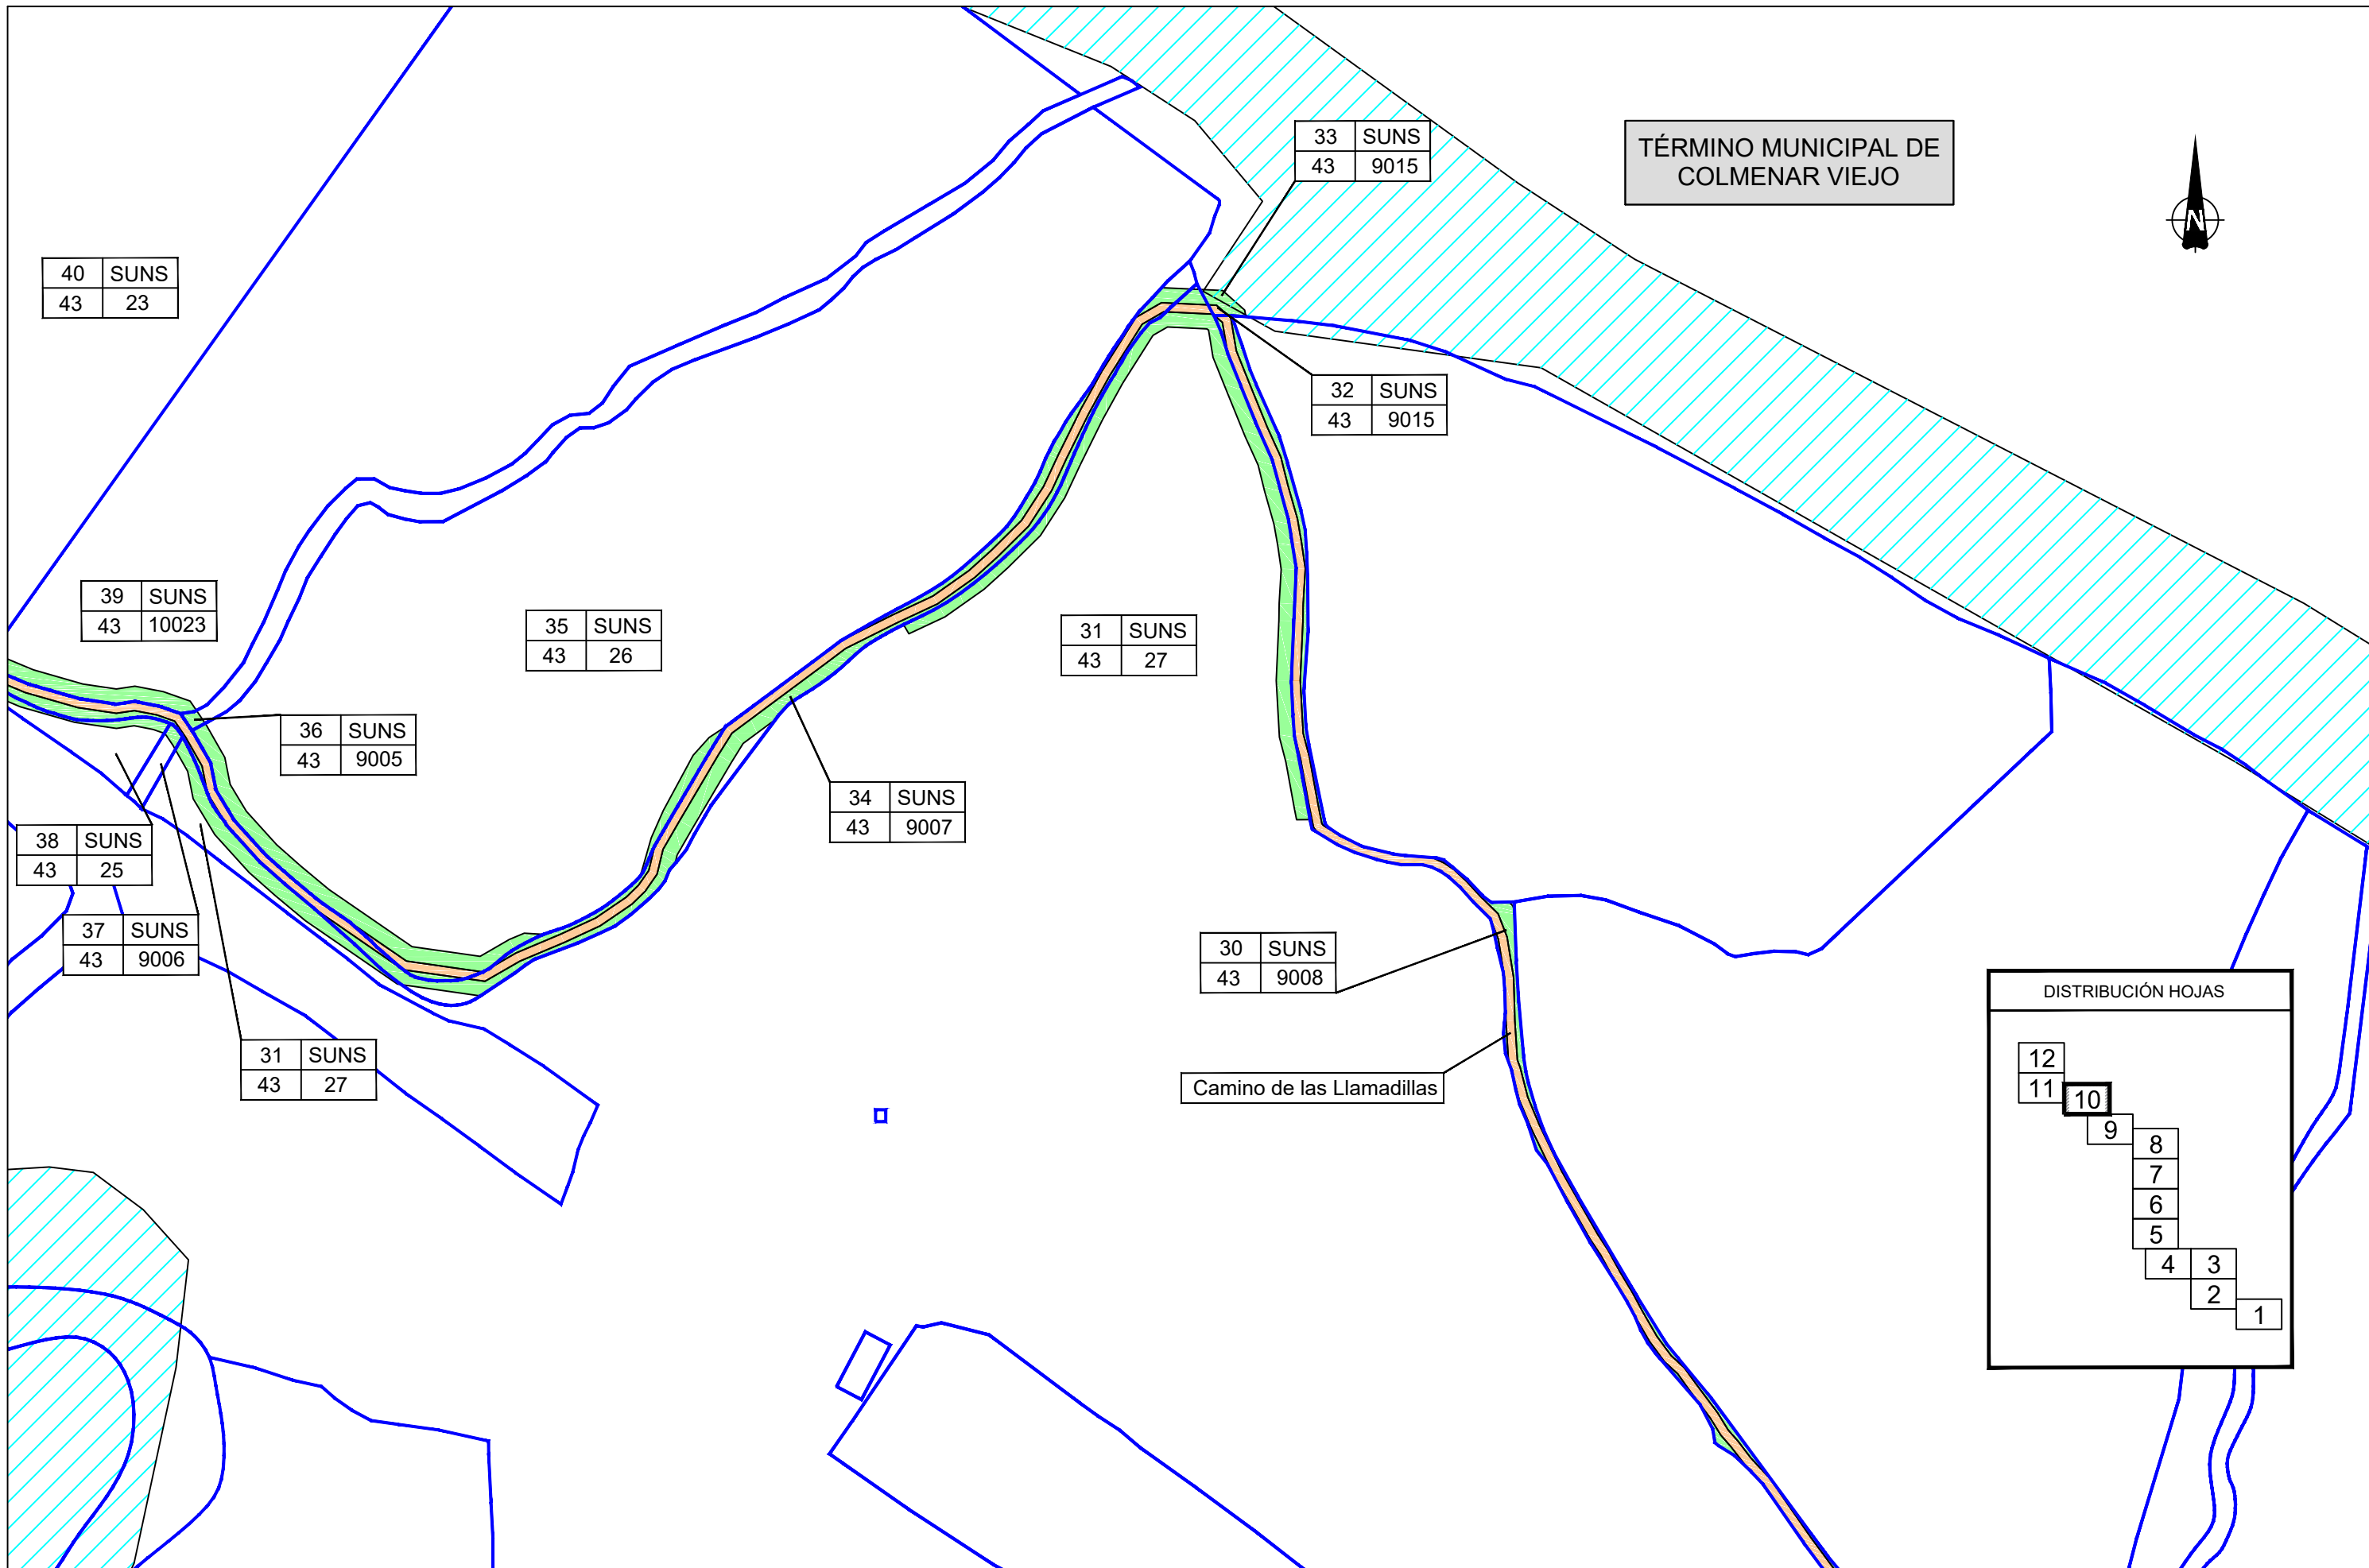 33 SUNS
43 9015
TÉRMINO MUNICIPAL DE
COLMENAR VIEJO
N
40 SUNS
43 23
32 SUNS
43 9015
39 SUNS
43 10023
35 SUNS
43 26
31 SUNS
43 27
36 SUNS
43 9005
34 SUNS
43 9007
38 SUNS
43 25
37 SUNS
43 9006
30 SUNS
43 9008
31 SUNS
43 27
Camino de las Llamadillas
DISTRIBUCIÓN HOJAS
12
11
10
9
8
7
6
5
4 3
2
1